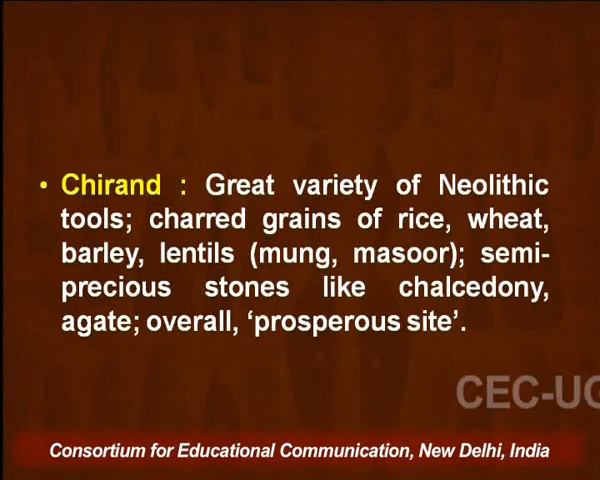 • Chirand : Great variety of Neolithic
tools; charred grains of rice, wheat,
barley, lentils (mung, masoor); semi-
precious stones like chalcedony,
agate; overall, ‘prosperous site’.
CEC-UG
Consortium for Educational Communication, New Delhi, India